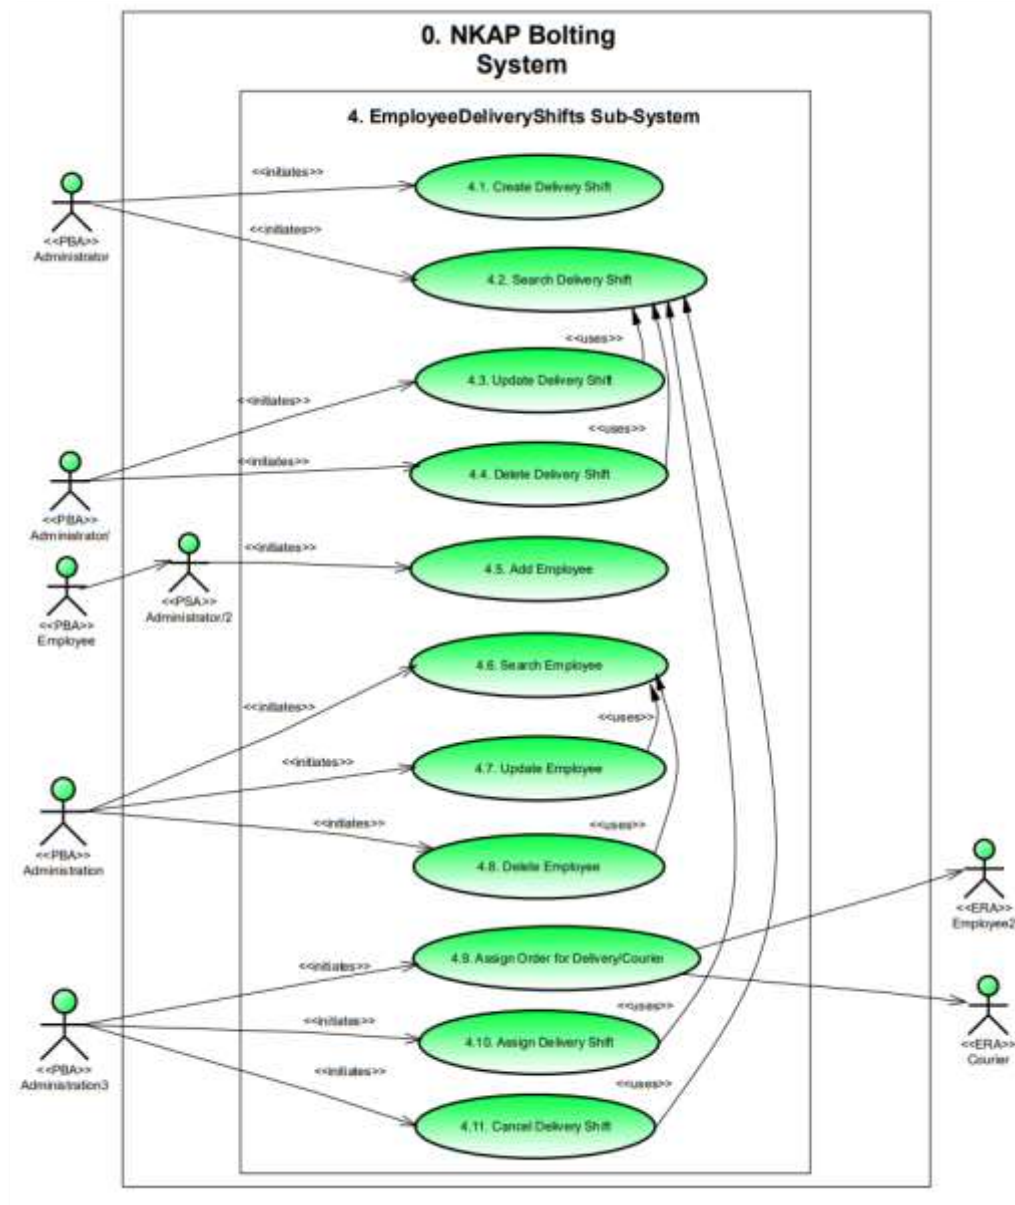 0. NKAP Bolting
System
4. EmployeeDeliveryShifts Sub-System
<<initiates>>
4.1. Create Delivery Shift
<<PBA>>
Administrator
<<initiates>>
4.2. Search Delivery Shift
<<uses>>
4.3. Update Delivery Shift
<<initiates>>
<<uses>>
<<initiates>>
4.4. Delete Delivery Shift
<<PBA>>
Administrator/
<<initiates>>
4.5. Add Employee
<<PBA>>
Employee
<<PSA>>
Administrator/2
4.6. Search Employee
<<initiates>>
<<uses>>
<<initiates>>
4.7. Update Employee
<<initiates>>
<<uses>>
4.8. Delete Employee
<<PBA>>
Administration
<<ERA>>
Employee2
4.9. Assign Order for Delivery/Courier
<<initiates>>
<<uses>>
<<initiates>>
4.10. Assign Delivery Shift
<<ERA>>
Courier
<<PBA>>
Administration3
<<initiates>>
<<uses>>
4.11. Cancel Delivery Shift